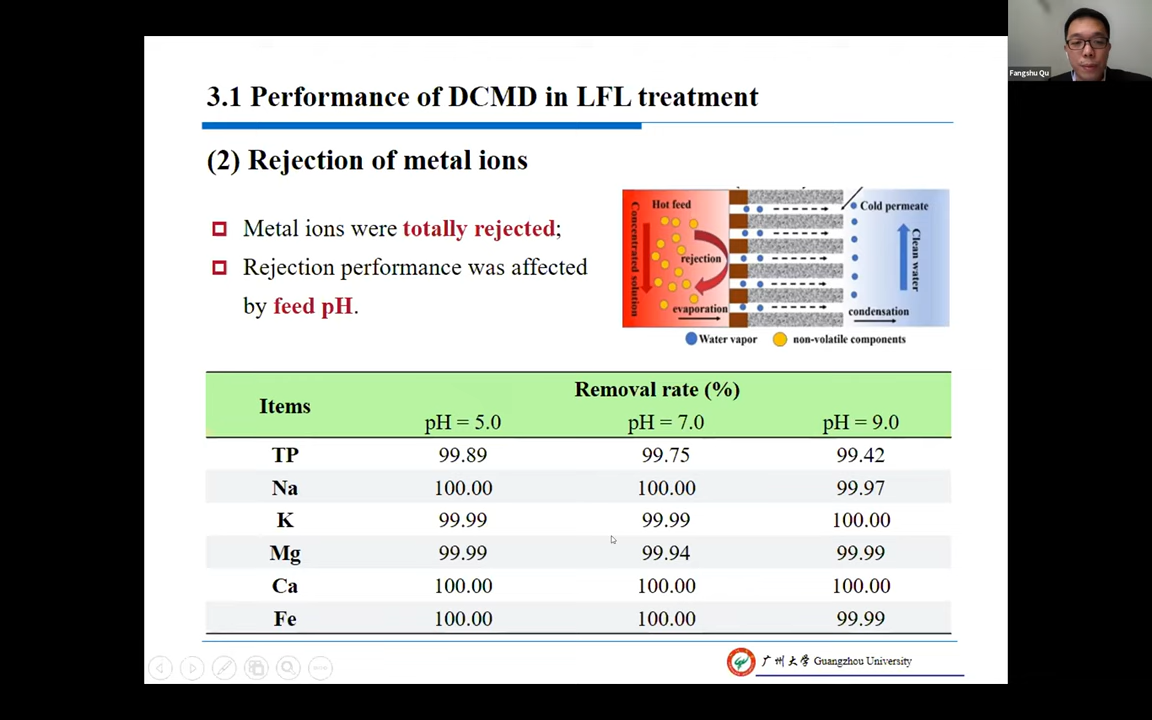 Fangshu Qu
3.1 Performance of DCMD in LFL treatment
(2) Rejection of metal ions
Metal ions were totally rejected;
Rejection performance was affected
by feed pH.
Hot feed
Cold permeate
Concentrated solution
rejection
Clean water
evaporation
condensation
Water vapor
non-volatile components
Items
Removal rate (%)
pH = 5.0 pH = 7.0 pH = 9.0
TP 99.89 99.75 99.42
Na 100.00 100.00 99.97
K 99.99 99.99 100.00
Mg 99.99 99.94 99.99
Ca 100.00 100.00 100.00
Fe 100.00 100.00 99.99
广州大学 Guangzhou University